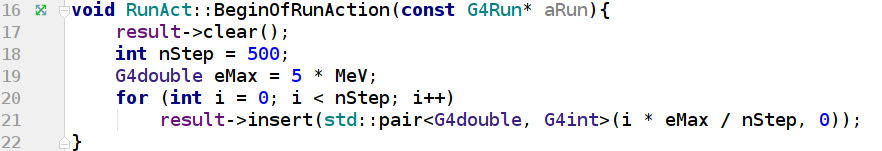 16 void RunAct::BeginOfRunAction(const G4Run* aRun){
17     result->clear();
18     int nStep = 500;
19     G4double eMax = 5 * MeV;
20     for (int i = 0; i < nStep; i++)
21         result->insert(std::pair<G4double, G4int>(i * eMax / nStep, 0));
22 }